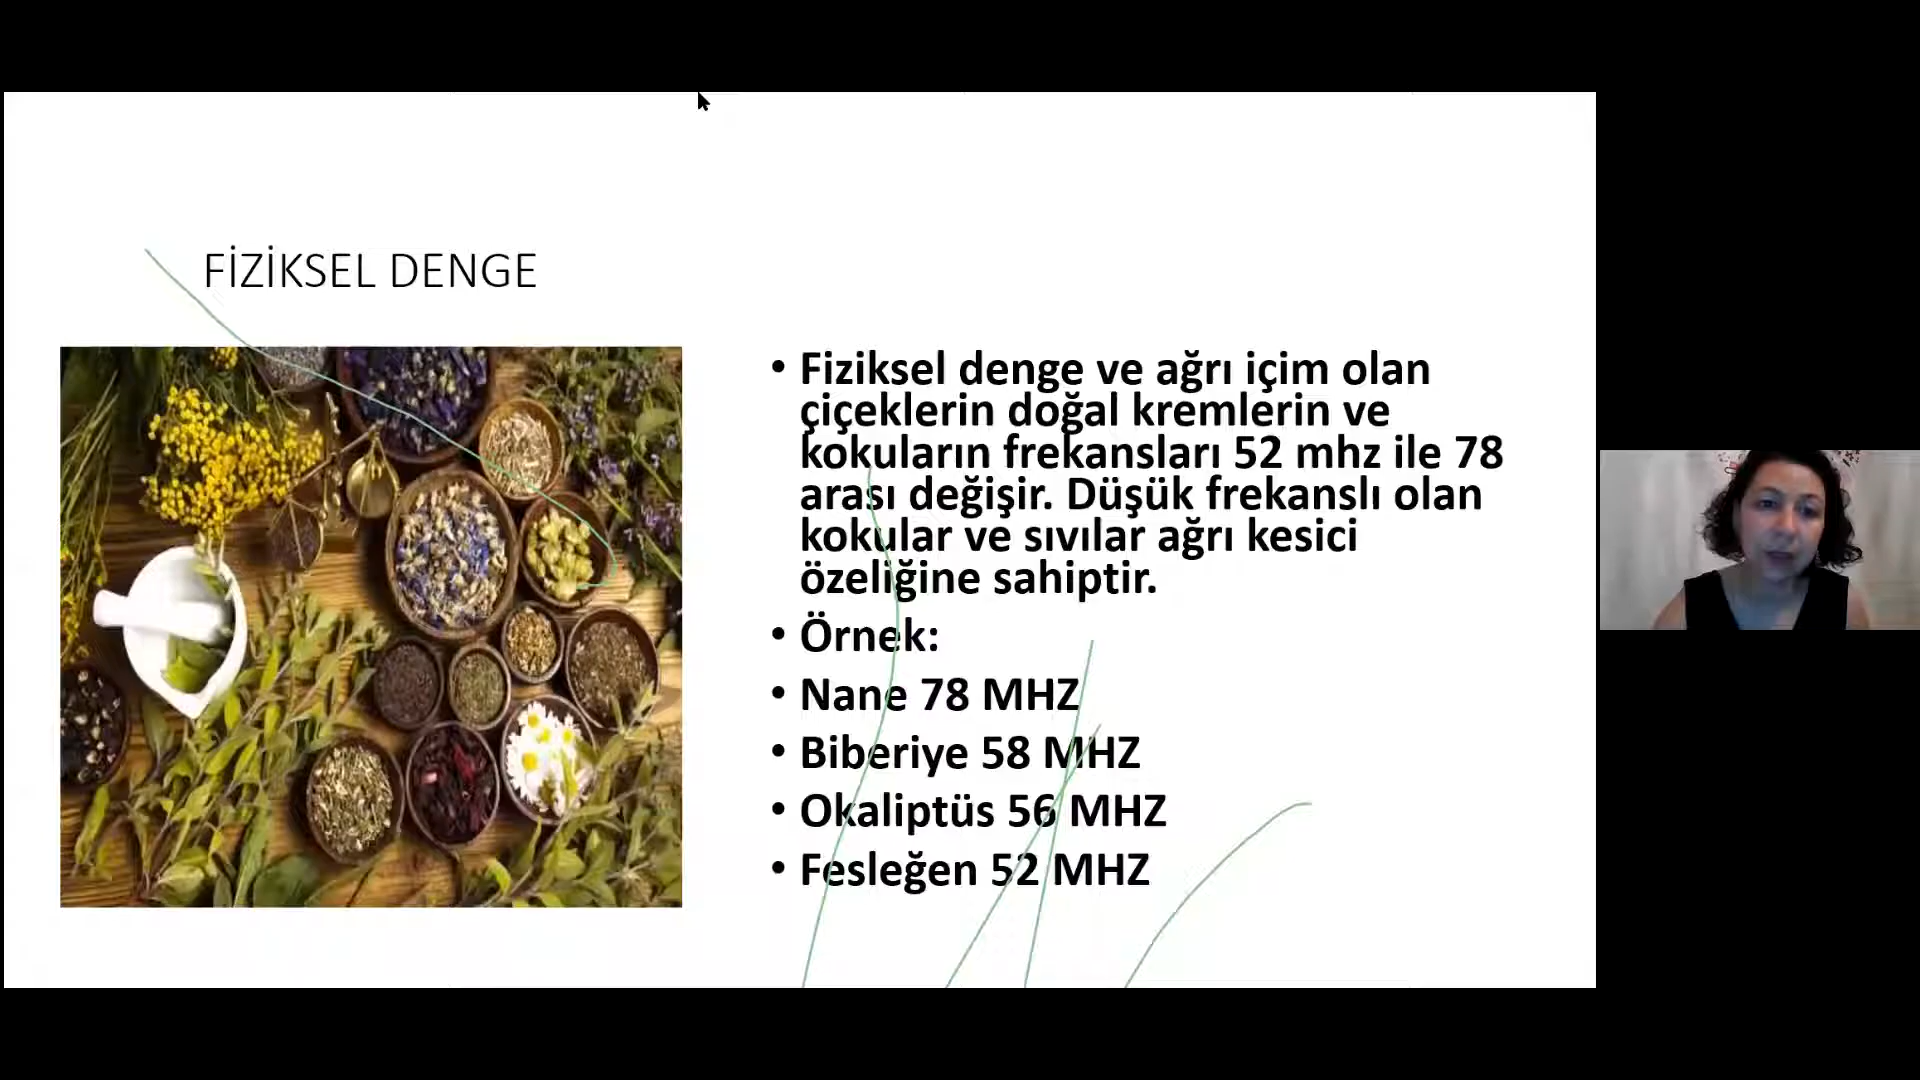 FİZİKSEL DENGE
• Fiziksel denge ve ağrı içim olan
çiçeklerin doğal kremlerin ve
kokuların frekansları 52 mhz ile 78
arası değişir. Düşük frekanslı olan
kokular ve sıvılar ağrı kesici
özeliğine sahiptir.
• Örnek:
• Nane 78 MHZ
• Biberiye 58 MHZ
• Okaliptüs 56 MHZ
• Fesleğen 52 MHZ